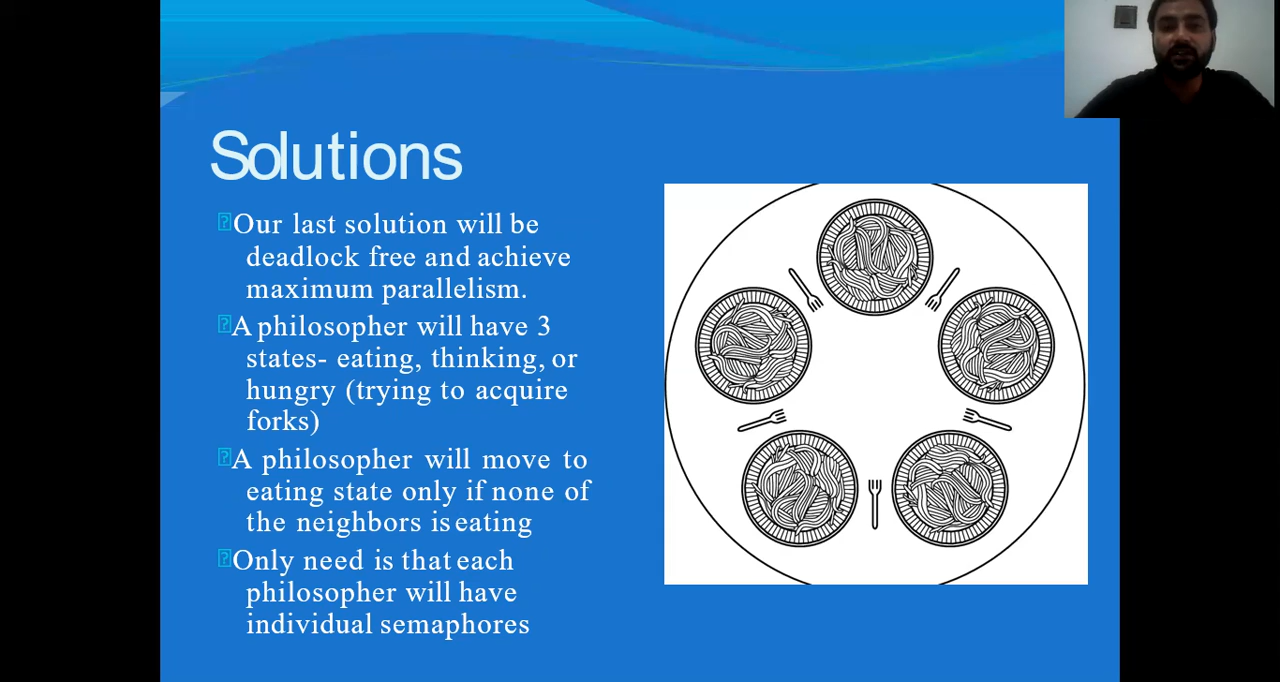 Solutions
Our last solution will be
deadlock free and achieve
maximum parallelism.
A philosopher will have 3
states- eating, thinking, or
hungry (trying to acquire
forks)
A philosopher will move to
eating state only if none of
the neighbors is eating
Only need is that each
philosopher will have
individual semaphores